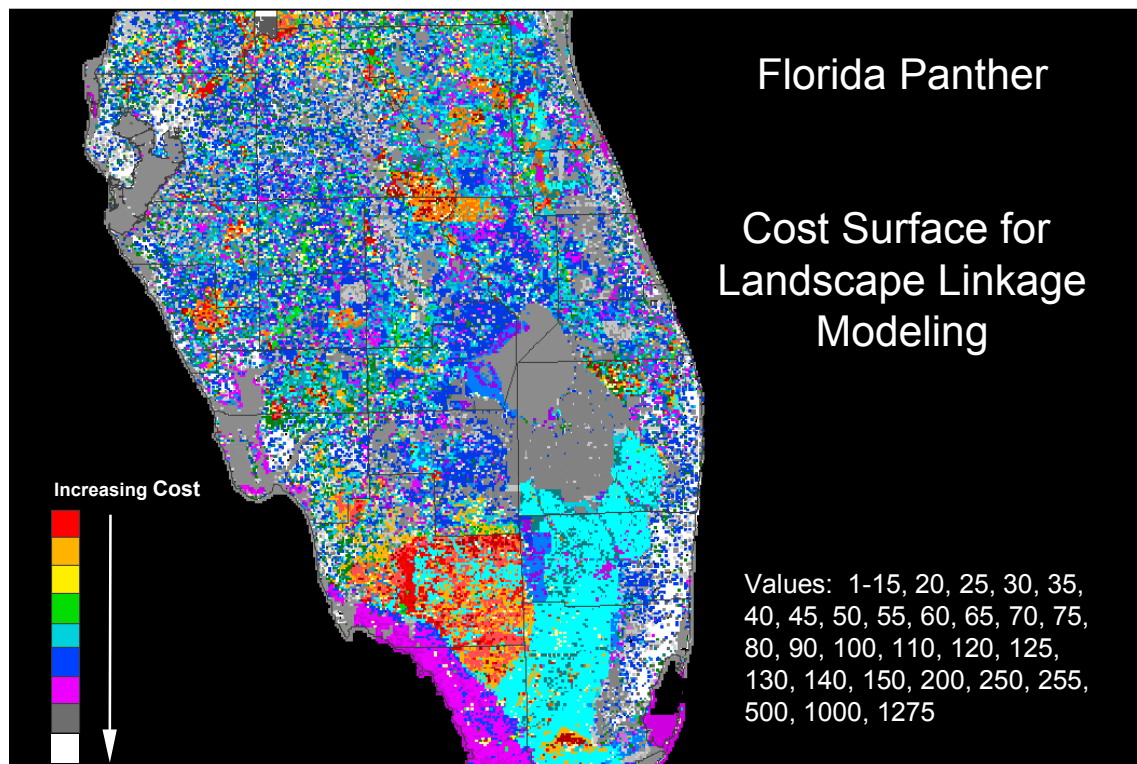 Florida Panther
Cost Surface for
Landscape Linkage
Modeling
Increasing Cost
Values:  1-15, 20, 25, 30, 35,
40, 45, 50, 55, 60, 65, 70, 75,
80, 90, 100, 110, 120, 125,
130, 140, 150, 200, 250, 255,
500, 1000, 1275